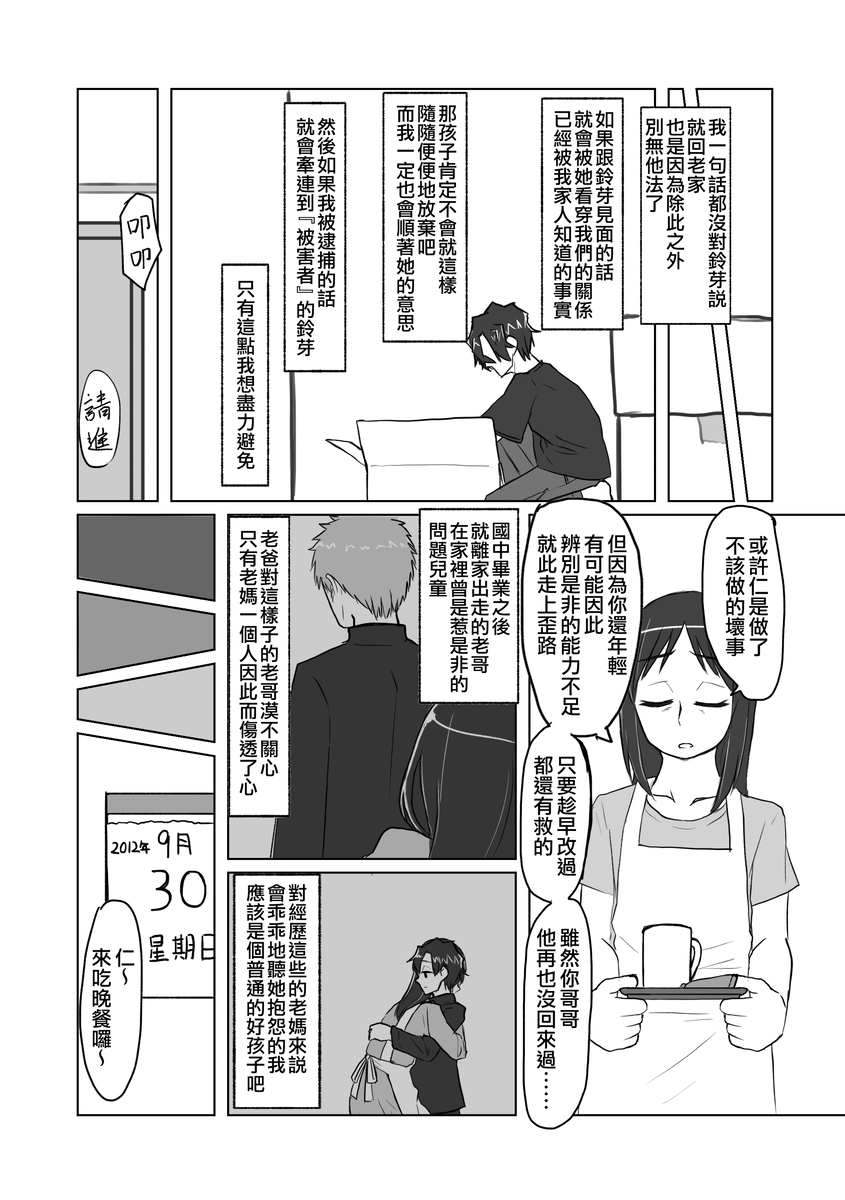 我一句話都沒對鈴芽說
就回老家
也是因為除此之外
別無他法了
如果跟鈴芽見面的話
就會被她看穿我們的關係
已經被我家人知道的事實
那孩子肯定不會就這樣
隨隨便便地放棄吧
而我一定也會順著她的意思
然後如果我被逮捕的話
就會牽連到『被害者』的鈴芽
只有這點我想盡力避免
叩叩
請進
或許仁是做了
不該做的壞事
但因為你還年輕
有可能因此
辨別是非的能力不足
就此走上歪路
只要趁早改過
都還有救的
雖然你哥哥
他再也沒回來過……
國中畢業之後
就離家出走的老哥
在家裡曾是惹是非的
問題兒童
老爸對這樣子的老哥漠不關心
只有老媽一個人因此而傷透了心
對經歷這些的老媽來說
會乖乖地聽她抱怨的我
應該是個普通的好孩子吧
2012年 9月
30
星期日
仁～
來吃晚餐囉～